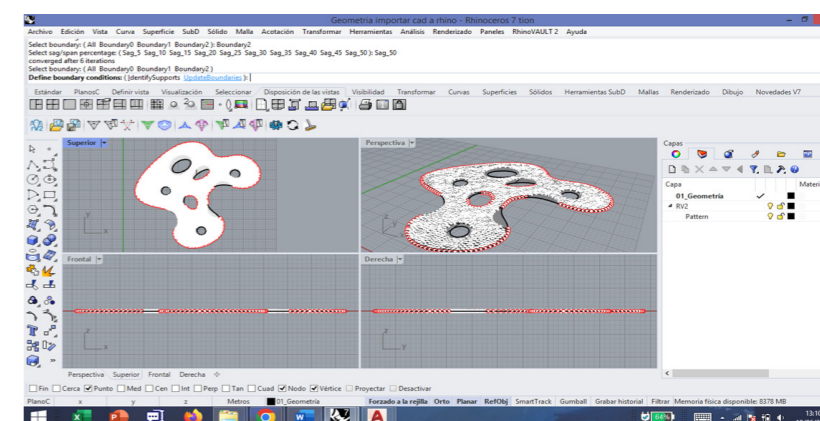 Geometria importar cad a rhino - Rhinoceros 7 tion
Archivo Edición Vista Curva Superficie SubD Sólido Malla Acotación Transformar Herramientas Análisis Renderizado Paneles RhinoVAULT 2 Ayuda
Select boundary: ( All Boundary0 Boundary1 Boundary2 ): Boundary2
Select sag/span percentage: ( Sag_5 Sag_10 Sag_15 Sag_20 Sag_25 Sag_30 Sag_35 Sag_40 Sag_45 Sag_50 ): Sag_50
converged after 6 iterations
Select boundary: ( All Boundary0 Boundary1 Boundary2 )
Define boundary conditions: ( IdentifySupports UpdateBoundaries ):
Estándar PlanosC Definir vista Visualización Seleccionar Disposición de las vistas Visibilidad Transformar Curvas Superficies Sólidos Herramientas SubD Mallas Renderizado Dibujo Novedades V7
Superior
Perspectiva
Capas
Capa Materi
01_Geometría
RV2
Pattern
y
x
z
Frontal
Derecha
z
x
z
y
Perspectiva Superior Frontal Derecha
Fin Cerca Punto Med Cen Int Perp Tan Cuad Nodo Vértice Proyectar Desactivar
PlanoC x y z Metros 01_Geometría Forzado a la rejilla Orto Planar RefObj SmartTrack Gumball Grabar historial Filtrar Memoria física disponible: 8378 MB
64%
13:10